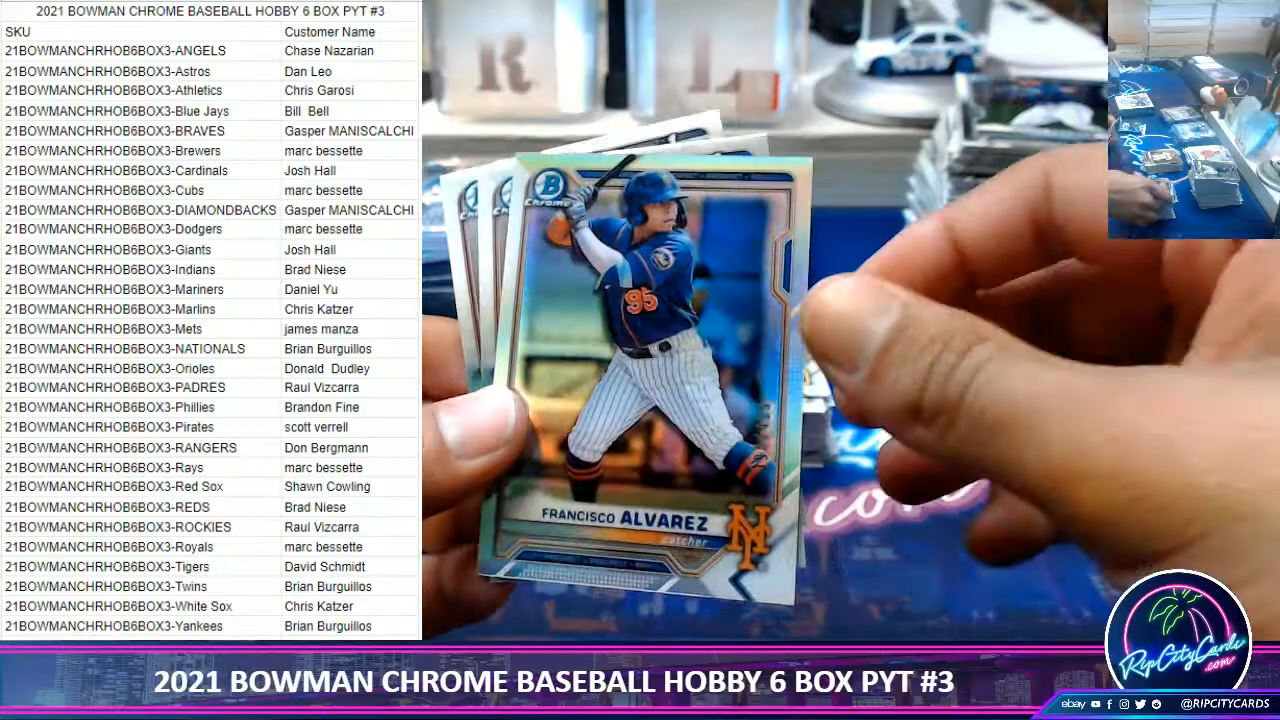 2021 BOWMAN CHROME BASEBALL HOBBY 6 BOX PYT #3
SKU Customer Name
21BOWMANCHRHOB6BOX3-ANGELS Chase Nazarian
21BOWMANCHRHOB6BOX3-Astros Dan Leo
21BOWMANCHRHOB6BOX3-Athletics Chris Garosi
21BOWMANCHRHOB6BOX3-Blue Jays Bill Bell
21BOWMANCHRHOB6BOX3-BRAVES Gasper MANISCALCHI
21BOWMANCHRHOB6BOX3-Brewers marc bessette
21BOWMANCHRHOB6BOX3-Cardinals Josh Hall
21BOWMANCHRHOB6BOX3-Cubs marc bessette
21BOWMANCHRHOB6BOX3-DIAMONDBACKS Gasper MANISCALCHI
21BOWMANCHRHOB6BOX3-Dodgers marc bessette
21BOWMANCHRHOB6BOX3-Giants Josh Hall
21BOWMANCHRHOB6BOX3-Indians Brad Niese
21BOWMANCHRHOB6BOX3-Mariners Daniel Yu
21BOWMANCHRHOB6BOX3-Marlins Chris Katzer
21BOWMANCHRHOB6BOX3-Mets james manza
21BOWMANCHRHOB6BOX3-NATIONALS Brian Burguillos
21BOWMANCHRHOB6BOX3-Orioles Donald Dudley
21BOWMANCHRHOB6BOX3-PADRES Raul Vizcarra
21BOWMANCHRHOB6BOX3-Phillies Brandon Fine
21BOWMANCHRHOB6BOX3-Pirates scott verrell
21BOWMANCHRHOB6BOX3-RANGERS Don Bergmann
21BOWMANCHRHOB6BOX3-Rays marc bessette
21BOWMANCHRHOB6BOX3-Red Sox Shawn Cowling
21BOWMANCHRHOB6BOX3-REDS Brad Niese
21BOWMANCHRHOB6BOX3-ROCKIES Raul Vizcarra
21BOWMANCHRHOB6BOX3-Royals marc bessette
21BOWMANCHRHOB6BOX3-Tigers David Schmidt
21BOWMANCHRHOB6BOX3-Twins Brian Burguillos
21BOWMANCHRHOB6BOX3-White Sox Chris Katzer
21BOWMANCHRHOB6BOX3-Yankees Brian Burguillos
R
B
Chrome
95
FRANCISCO ALVAREZ
catcher
NY
.com
RipCityCards
.com
2021 BOWMAN CHROME BASEBALL HOBBY 6 BOX PYT #3
ebay @RIPCITYCARDS